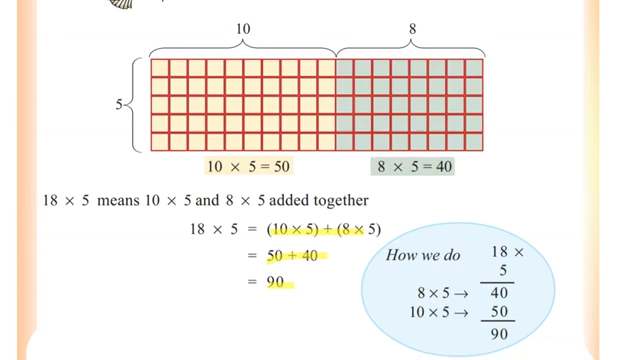 10 8
5
10 × 5 = 50 8 × 5 = 40
18 × 5 means 10 × 5 and 8 × 5 added together
18 × 5 = (10 × 5) + (8 × 5)
= 50 + 40
= 90
How we do 18 ×
5
8 × 5 → 40
10 × 5 → 50
90